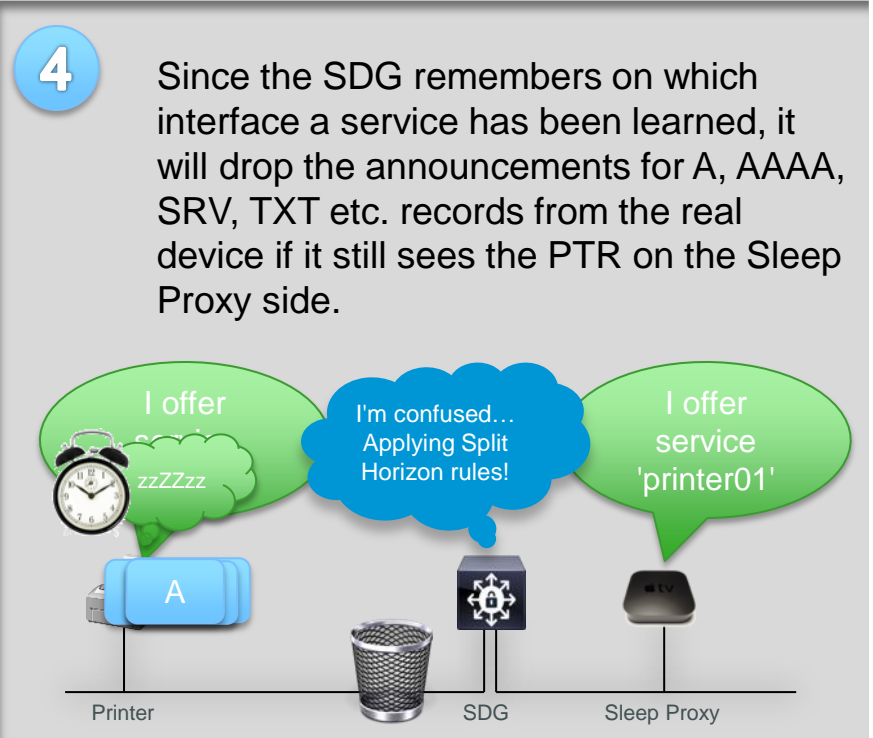 4
Since the SDG remembers on which
interface a service has been learned, it
will drop the announcements for A, AAAA,
SRV, TXT etc. records from the real
device if it still sees the PTR on the Sleep
Proxy side.
I offer
zzZZzz
I'm confused…
Applying Split
Horizon rules!
I offer
service
'printer01'
A
tv
Printer
SDG
Sleep Proxy